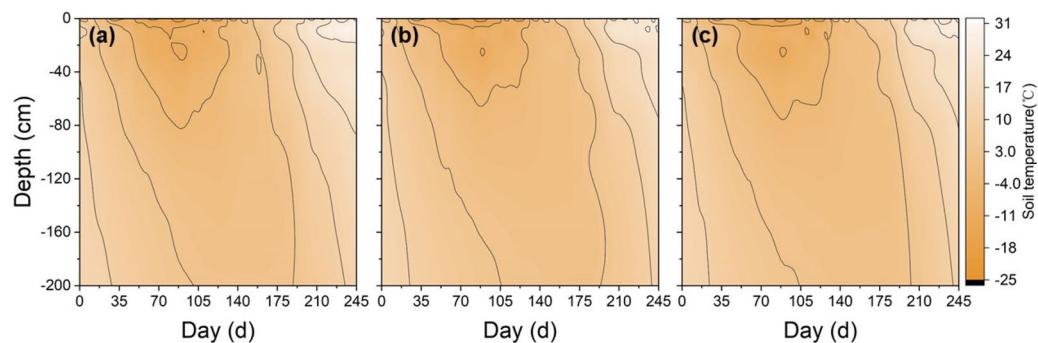 (a) (b) (c)
0
-40
-80
-120
-160
-200
Depth (cm)
0 35 70 105 140 175 210 245
0 35 70 105 140 175 210 245
0 35 70 105 140 175 210 245
Day (d) Day (d) Day (d)
31
24
17
10
3.0
-4.0
-11
-18
-25
Soil temperature(℃)